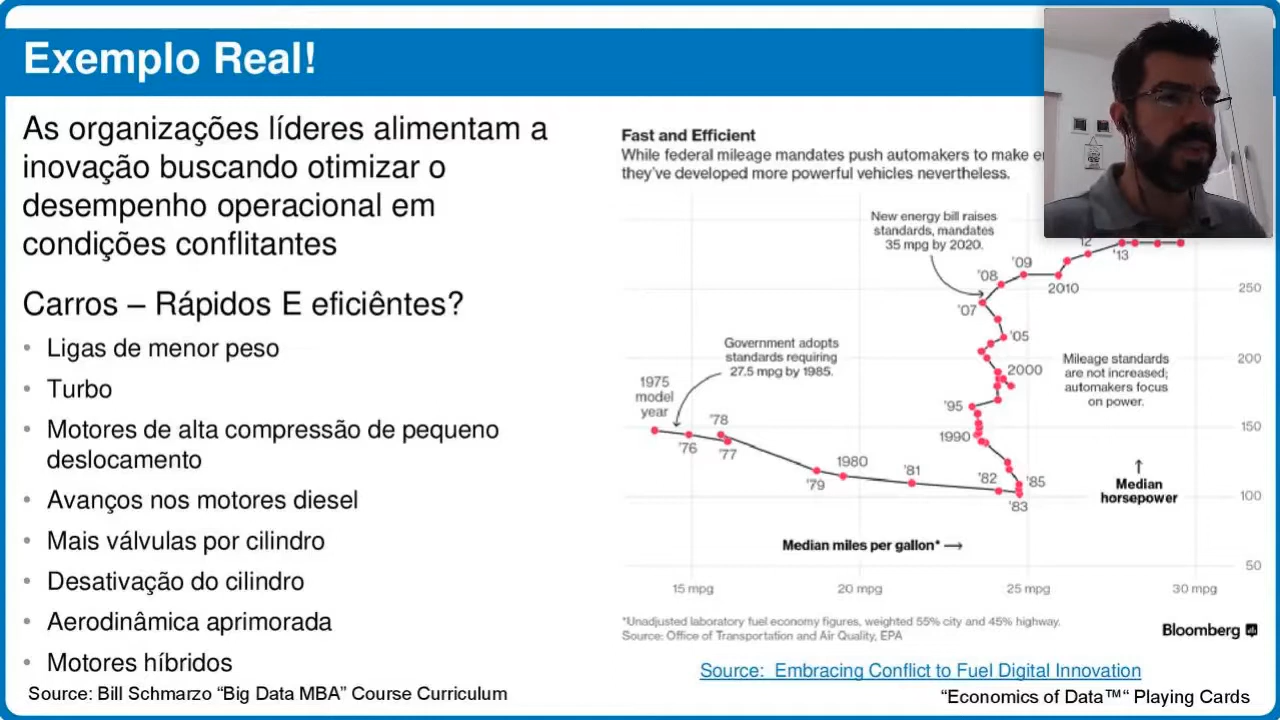 Exemplo Real!
As organizações líderes alimentam a
inovação buscando otimizar o
desempenho operacional em
condições conflitantes
Carros – Rápidos E eficiêntes?
• Ligas de menor peso
• Turbo
• Motores de alta compressão de pequeno
deslocamento
• Avanços nos motores diesel
• Mais válvulas por cilindro
• Desativação do cilindro
• Aerodinâmica aprimorada
• Motores híbridos
Source: Bill Schmarzo “Big Data MBA” Course Curriculum
Fast and Efficient
While federal mileage mandates push automakers to make
they've developed more powerful vehicles nevertheless.
New energy bill raises
standards, mandates
35 mpg by 2020.
'12
'13
'09
'08
2010
250
'07
'05
Government adopts
standards requiring
27.5 mpg by 1985.
200
Mileage standards
are not increased;
automakers focus
on power.
2000
1975
model
year
'95
'78
150
'76
'77
1990
1980
'79
'81
'82
'85
'83
↑
Median
horsepower
100
Median miles per gallon* →
50
15 mpg
20 mpg
25 mpg
30 mpg
*Unadjusted laboratory fuel economy figures, weighted 55% city and 45% highway.
Source: Office of Transportation and Air Quality, EPA
Bloomberg
Source: Embracing Conflict to Fuel Digital Innovation
“Economics of Data™“ Playing Cards